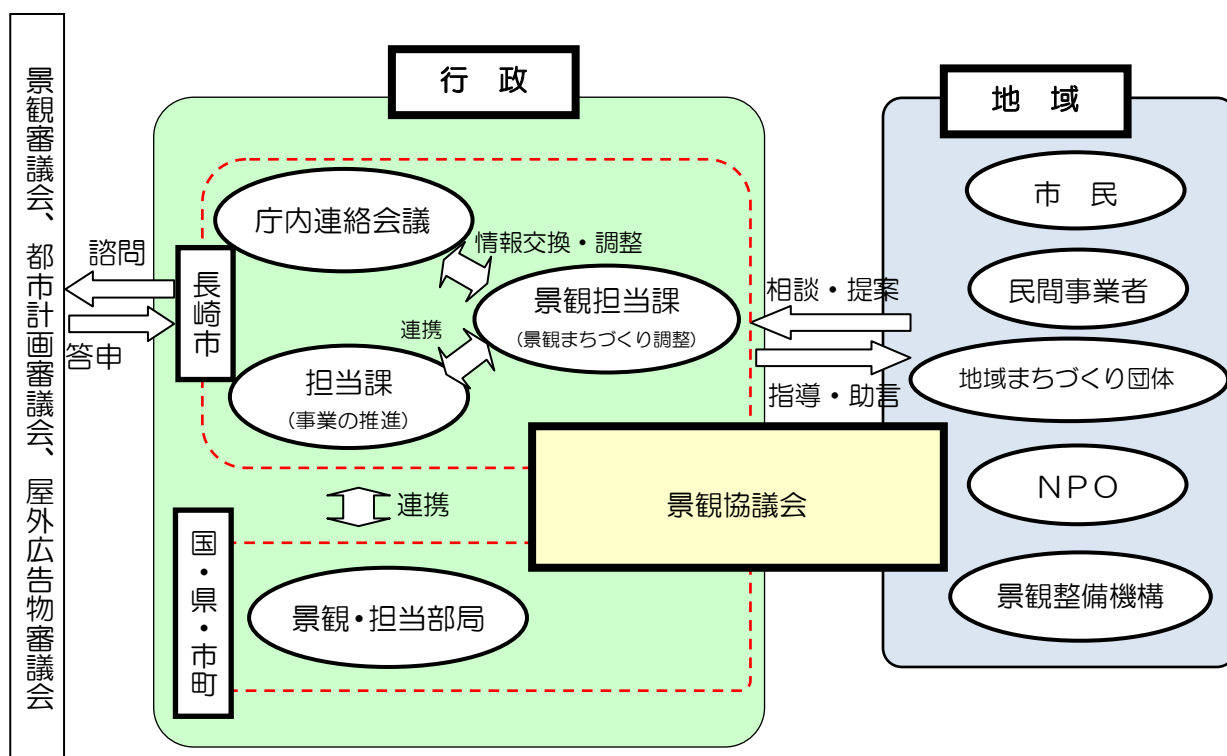 景観審議会、都市計画審議会、屋外広告物審議会
諮問
答申
行　政
長崎市
庁内連絡会議
情報交換・調整
景観担当課
(景観まちづくり調整)
連携
担当課
(事業の推進)
連携
国・県・市町
景観・担当部局
相談・提案
指導・助言
景観協議会
地　域
市　民
民間事業者
地域まちづくり団体
ＮＰＯ
景観整備機構